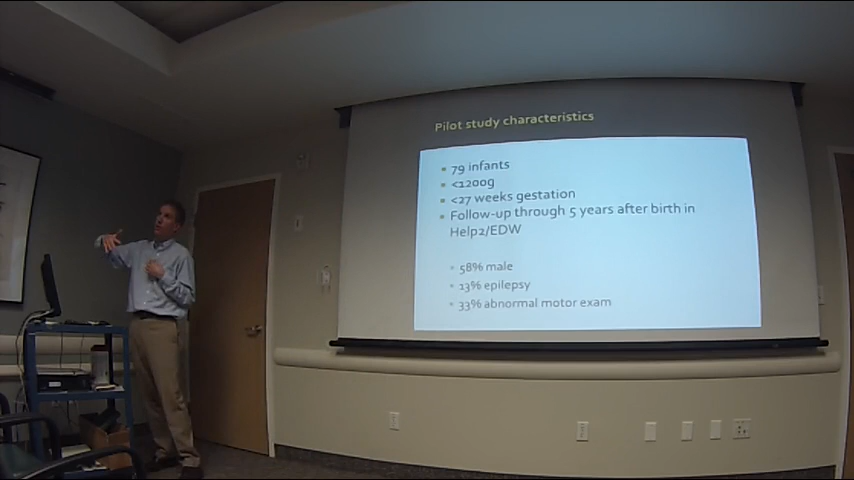 Pilot study characteristics
79 infants
<1200g
<27 weeks gestation
Follow-up through 5 years after birth in
Help2/EDW
58% male
13% epilepsy
33% abnormal motor exam